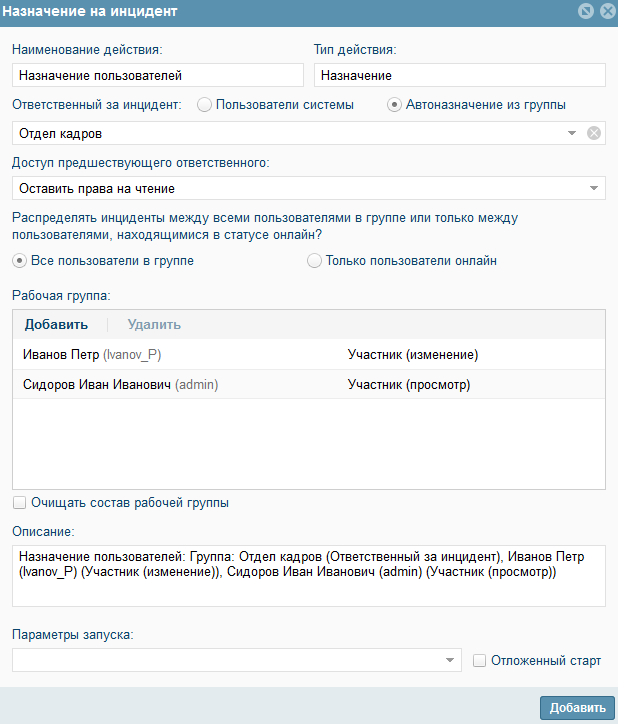 Назначение на инцидент
Наименование действия: Тип действия:
Назначение пользователей Назначение
Ответственный за инцидент: Пользователи системы Автоназначение из группы
Отдел кадров
Доступ предшествующего ответственного:
Оставить права на чтение
Распределять инциденты между всеми пользователями в группе или только между
пользователями, находящимися в статусе онлайн?
Все пользователи в группе Только пользователи онлайн
Рабочая группа:
Добавить Удалить
Иванов Петр (Ivanov_P) Участник (изменение)
Сидоров Иван Иванович (admin) Участник (просмотр)
Очищать состав рабочей группы
Описание:
Назначение пользователей: Группа: Отдел кадров (Ответственный за инцидент), Иванов Петр
(Ivanov_P) (Участник (изменение)), Сидоров Иван Иванович (admin) (Участник (просмотр))
Параметры запуска:
Отложенный старт
Добавить